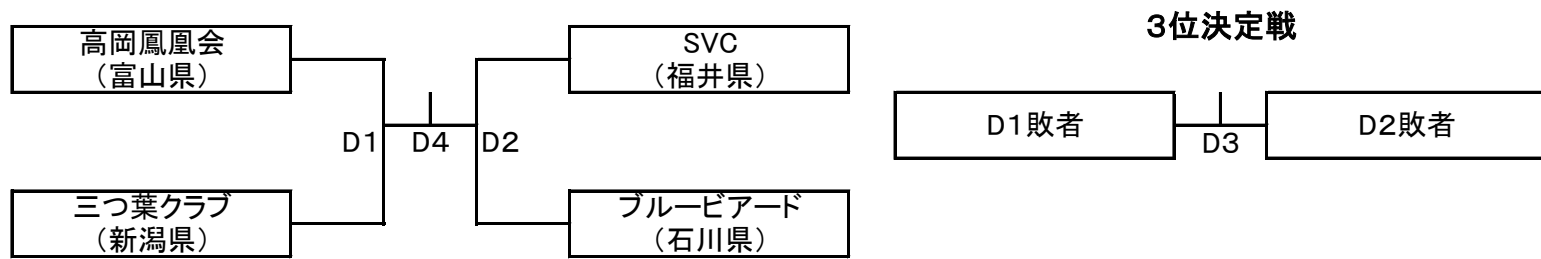 3位決定戦
高岡鳳凰会
（富山県）
SVC
（福井県）
D1
D4
D2
三つ葉クラブ
（新潟県）
ブルービアード
（石川県）
D1敗者
D3
D2敗者